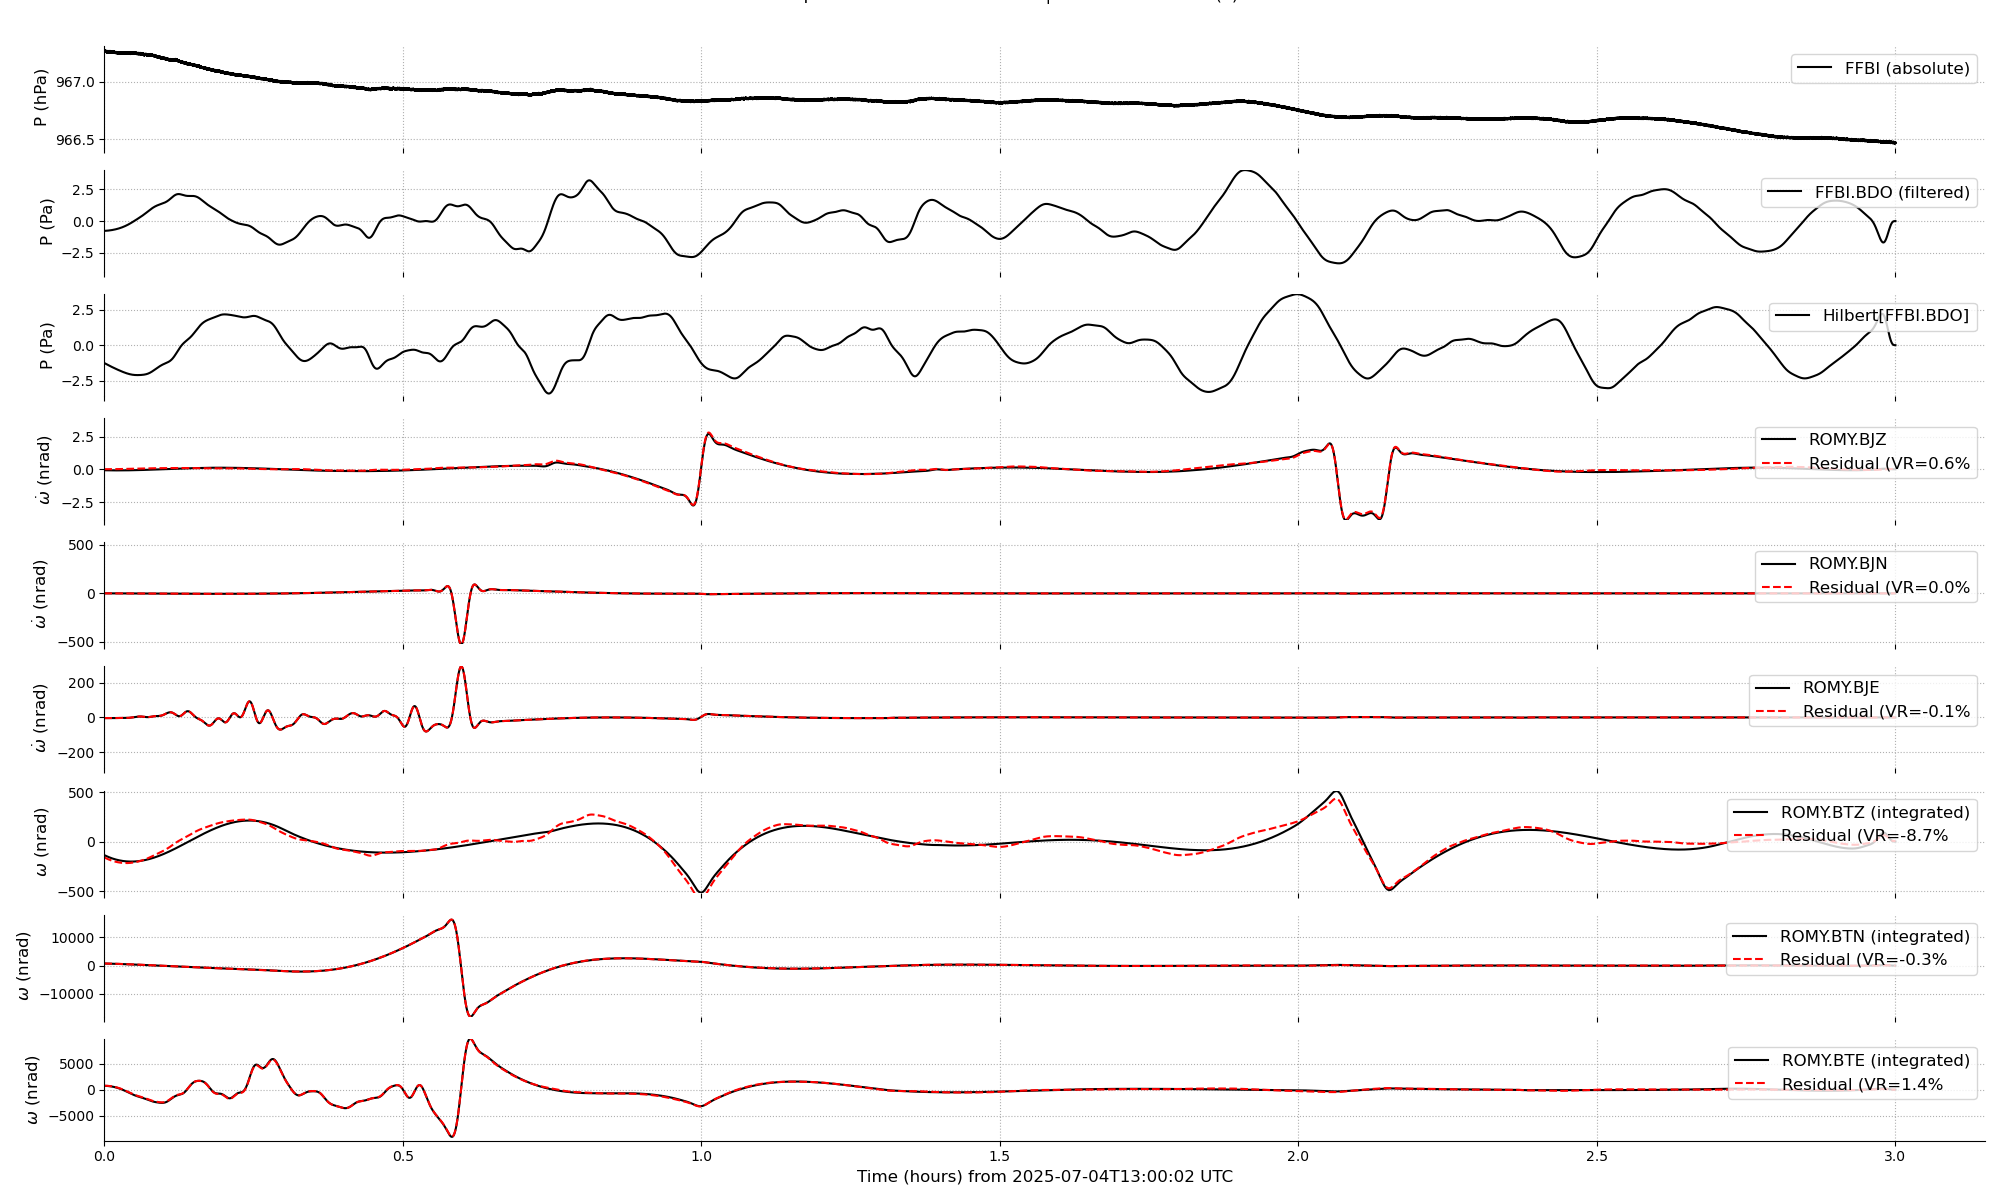 P (hPa)
967.0
966.5
FFBI (absolute)
P (Pa)
2.5
0.0
−2.5
FFBI.BDO (filtered)
P (Pa)
2.5
0.0
−2.5
Hilbert[FFBI.BDO]
ω̇ (nrad)
2.5
0.0
−2.5
ROMY.BJZ
Residual (VR=0.6%
ω̇ (nrad)
500
0
−500
ROMY.BJN
Residual (VR=0.0%
ω̇ (nrad)
200
0
−200
ROMY.BJE
Residual (VR=-0.1%
ω (nrad)
500
0
−500
ROMY.BTZ (integrated)
Residual (VR=-8.7%
ω (nrad)
10000
0
−10000
ROMY.BTN (integrated)
Residual (VR=-0.3%
ω (nrad)
5000
0
−5000
ROMY.BTE (integrated)
Residual (VR=1.4%
0.0 0.5 1.0 1.5 2.0 2.5 3.0
Time (hours) from 2025-07-04T13:00:02 UTC